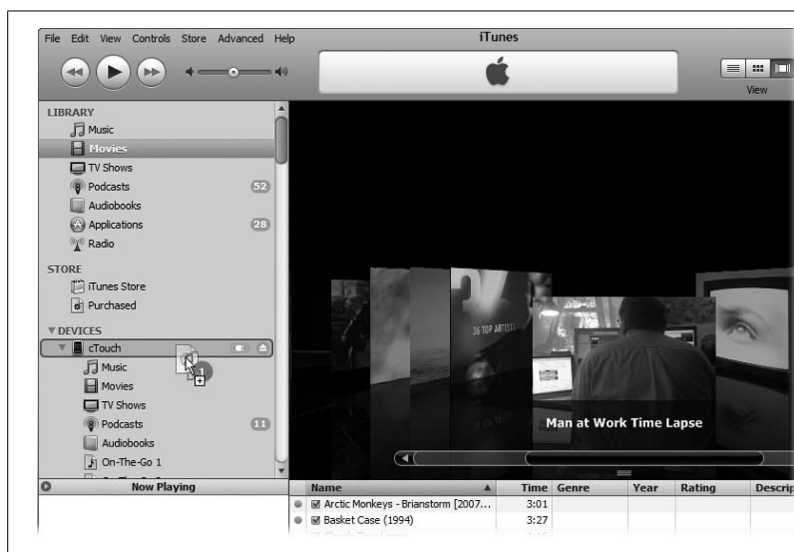 File Edit View Controls Store Advanced Help
iTunes
View
LIBRARY
Music
Movies
TV Shows
Podcasts 52
Audiobooks
Applications 28
Radio
STORE
iTunes Store
Purchased
DEVICES
cTouch
1
Music
Movies
TV Shows
Podcasts 11
Audiobooks
On-The-Go 1
Now Playing
36 TOP ARTISTS
Man at Work Time Lapse
Name Time Genre Year Rating Descrip
Arctic Monkeys - Brianstorm [2007... 3:01
Basket Case (1994) 3:27